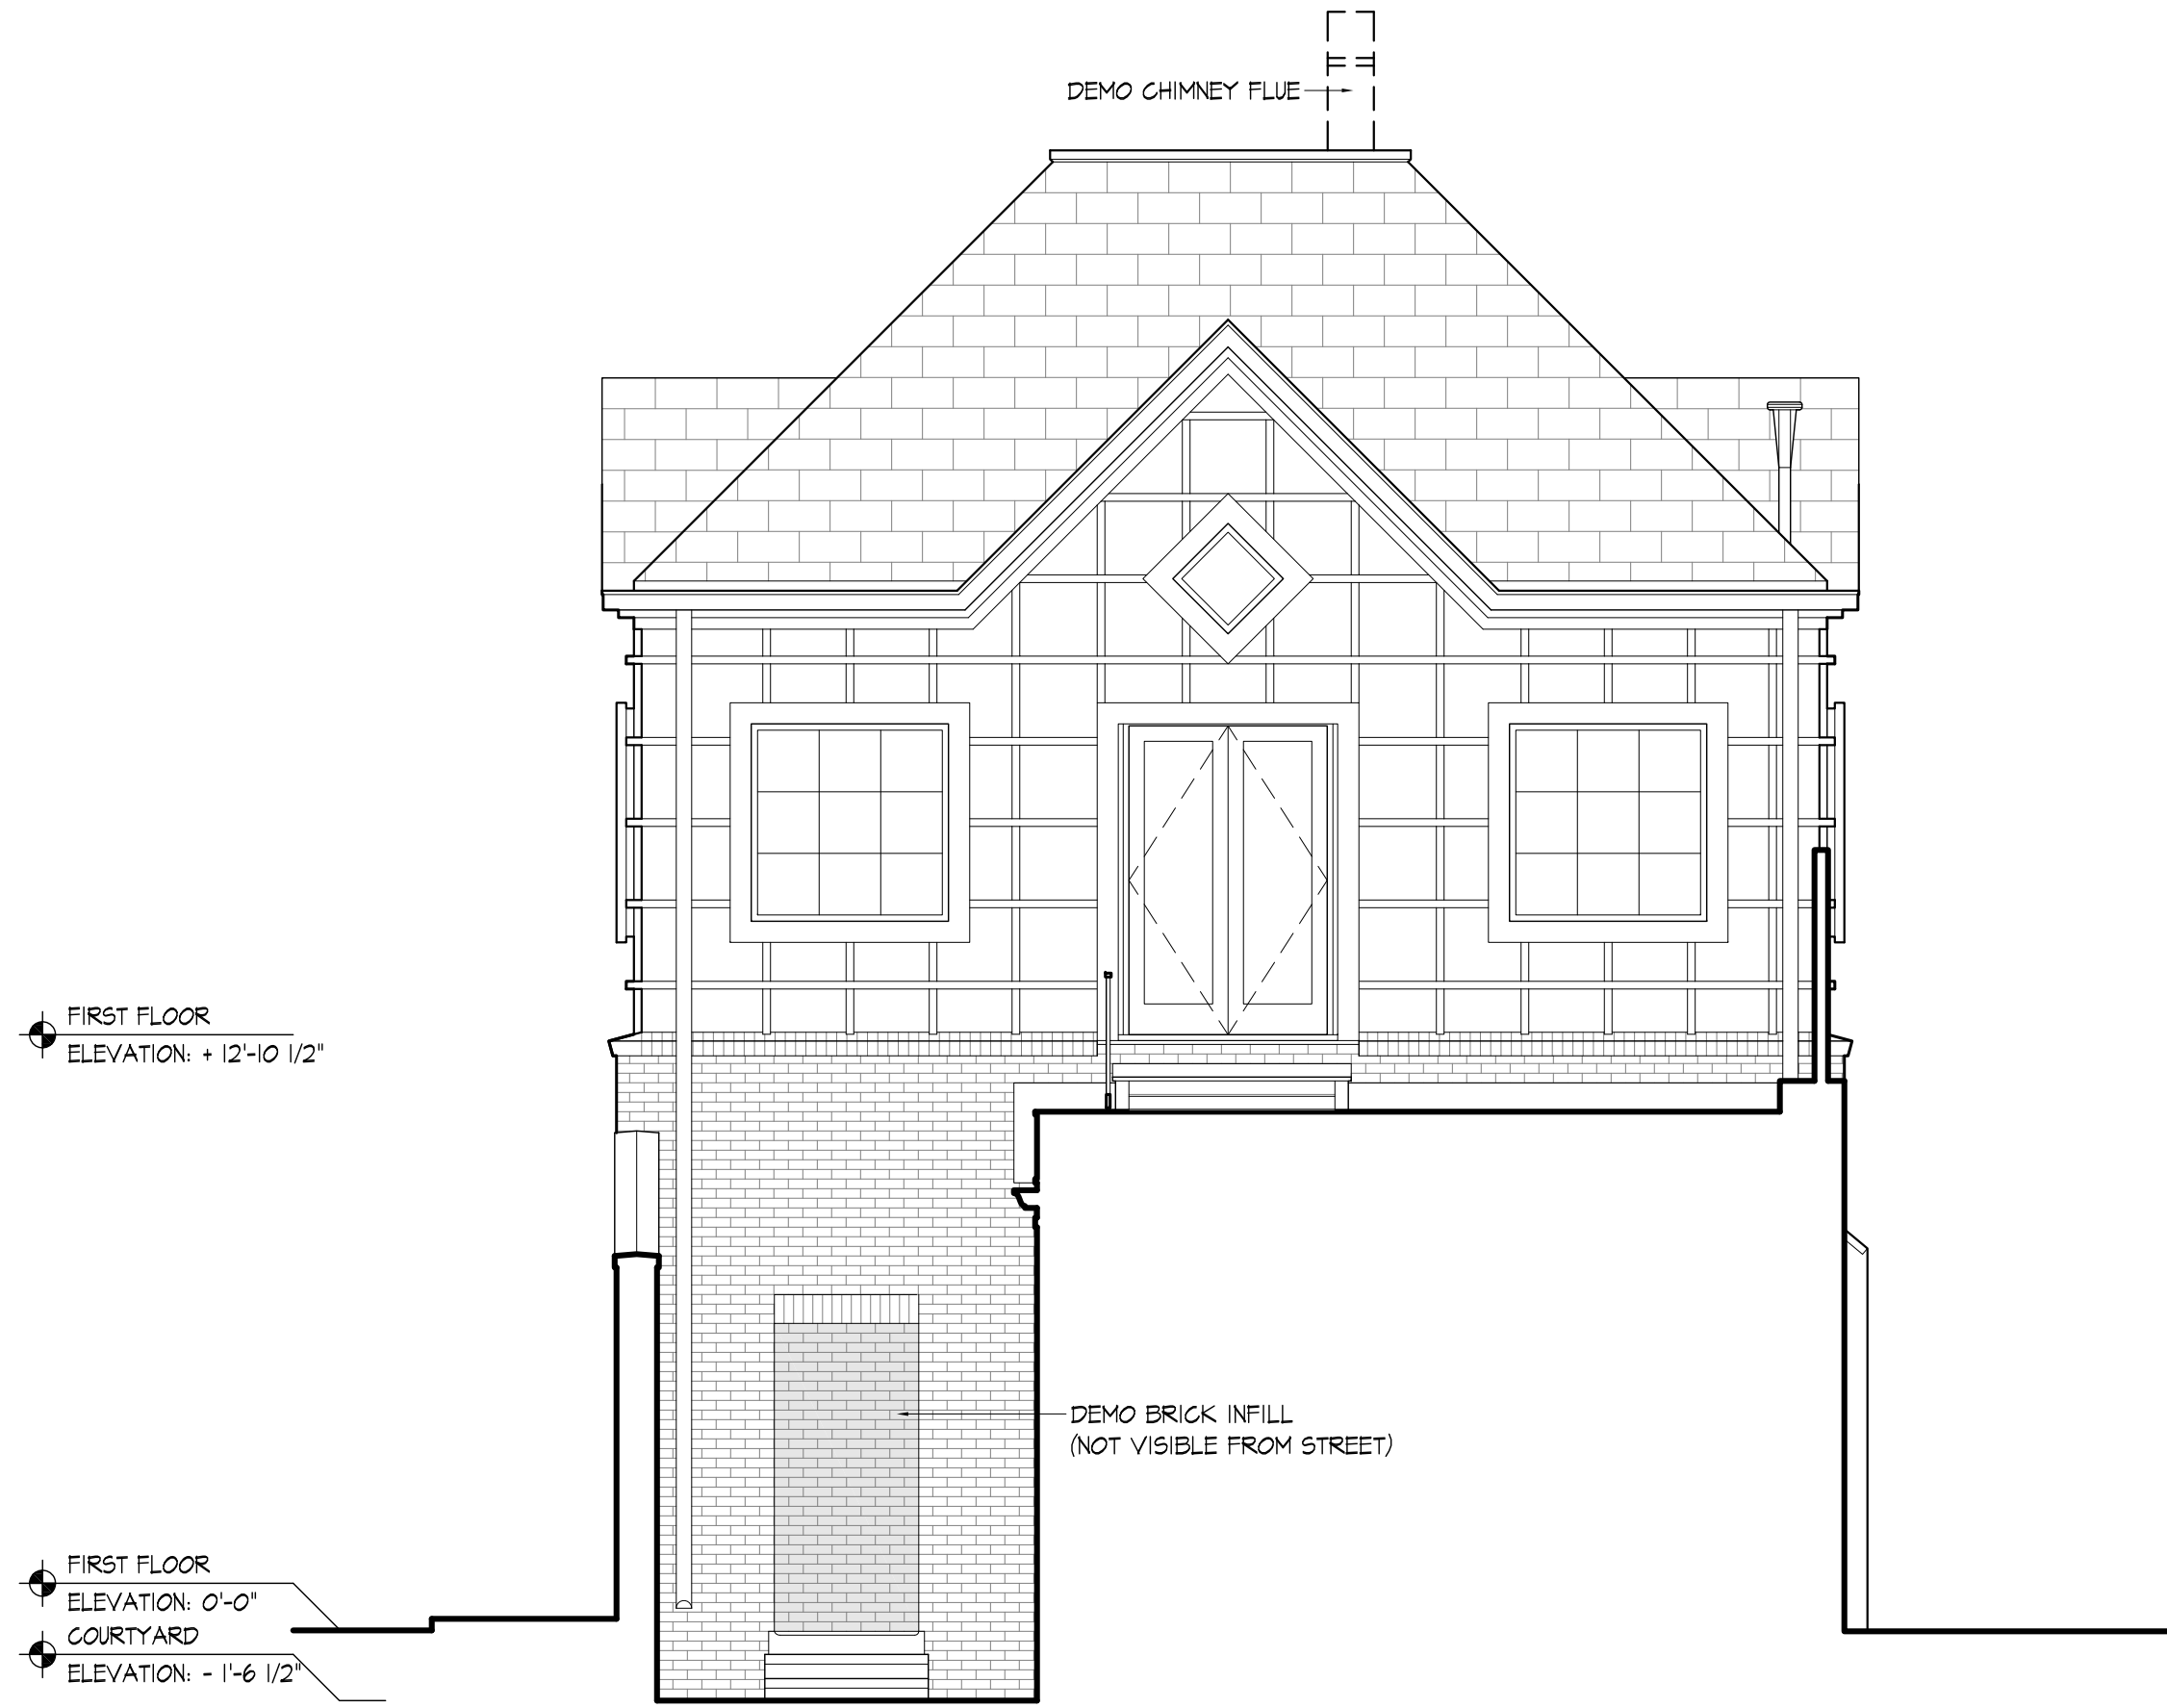 DEMO CHIMNEY FLUE
FIRST FLOOR
ELEVATION: + 12'-10 1/2"
DEMO BRICK INFILL
(NOT VISIBLE FROM STREET)
FIRST FLOOR
ELEVATION: 0'-0"
COURTYARD
ELEVATION: - 1'-6 1/2"